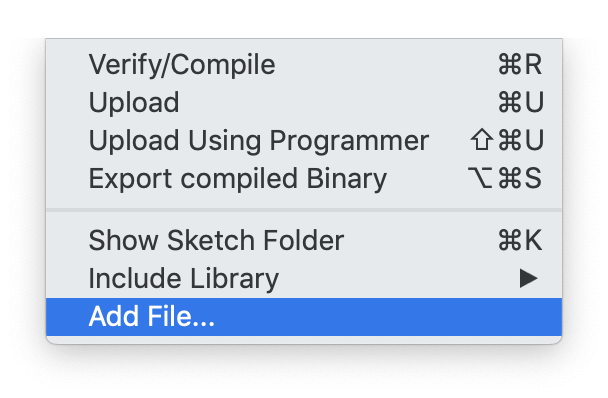 Verify/Compile ⌘R
Upload ⌘U
Upload Using Programmer ⇧⌘U
Export compiled Binary ⌥⌘S
Show Sketch Folder ⌘K
Include Library ▶
Add File...